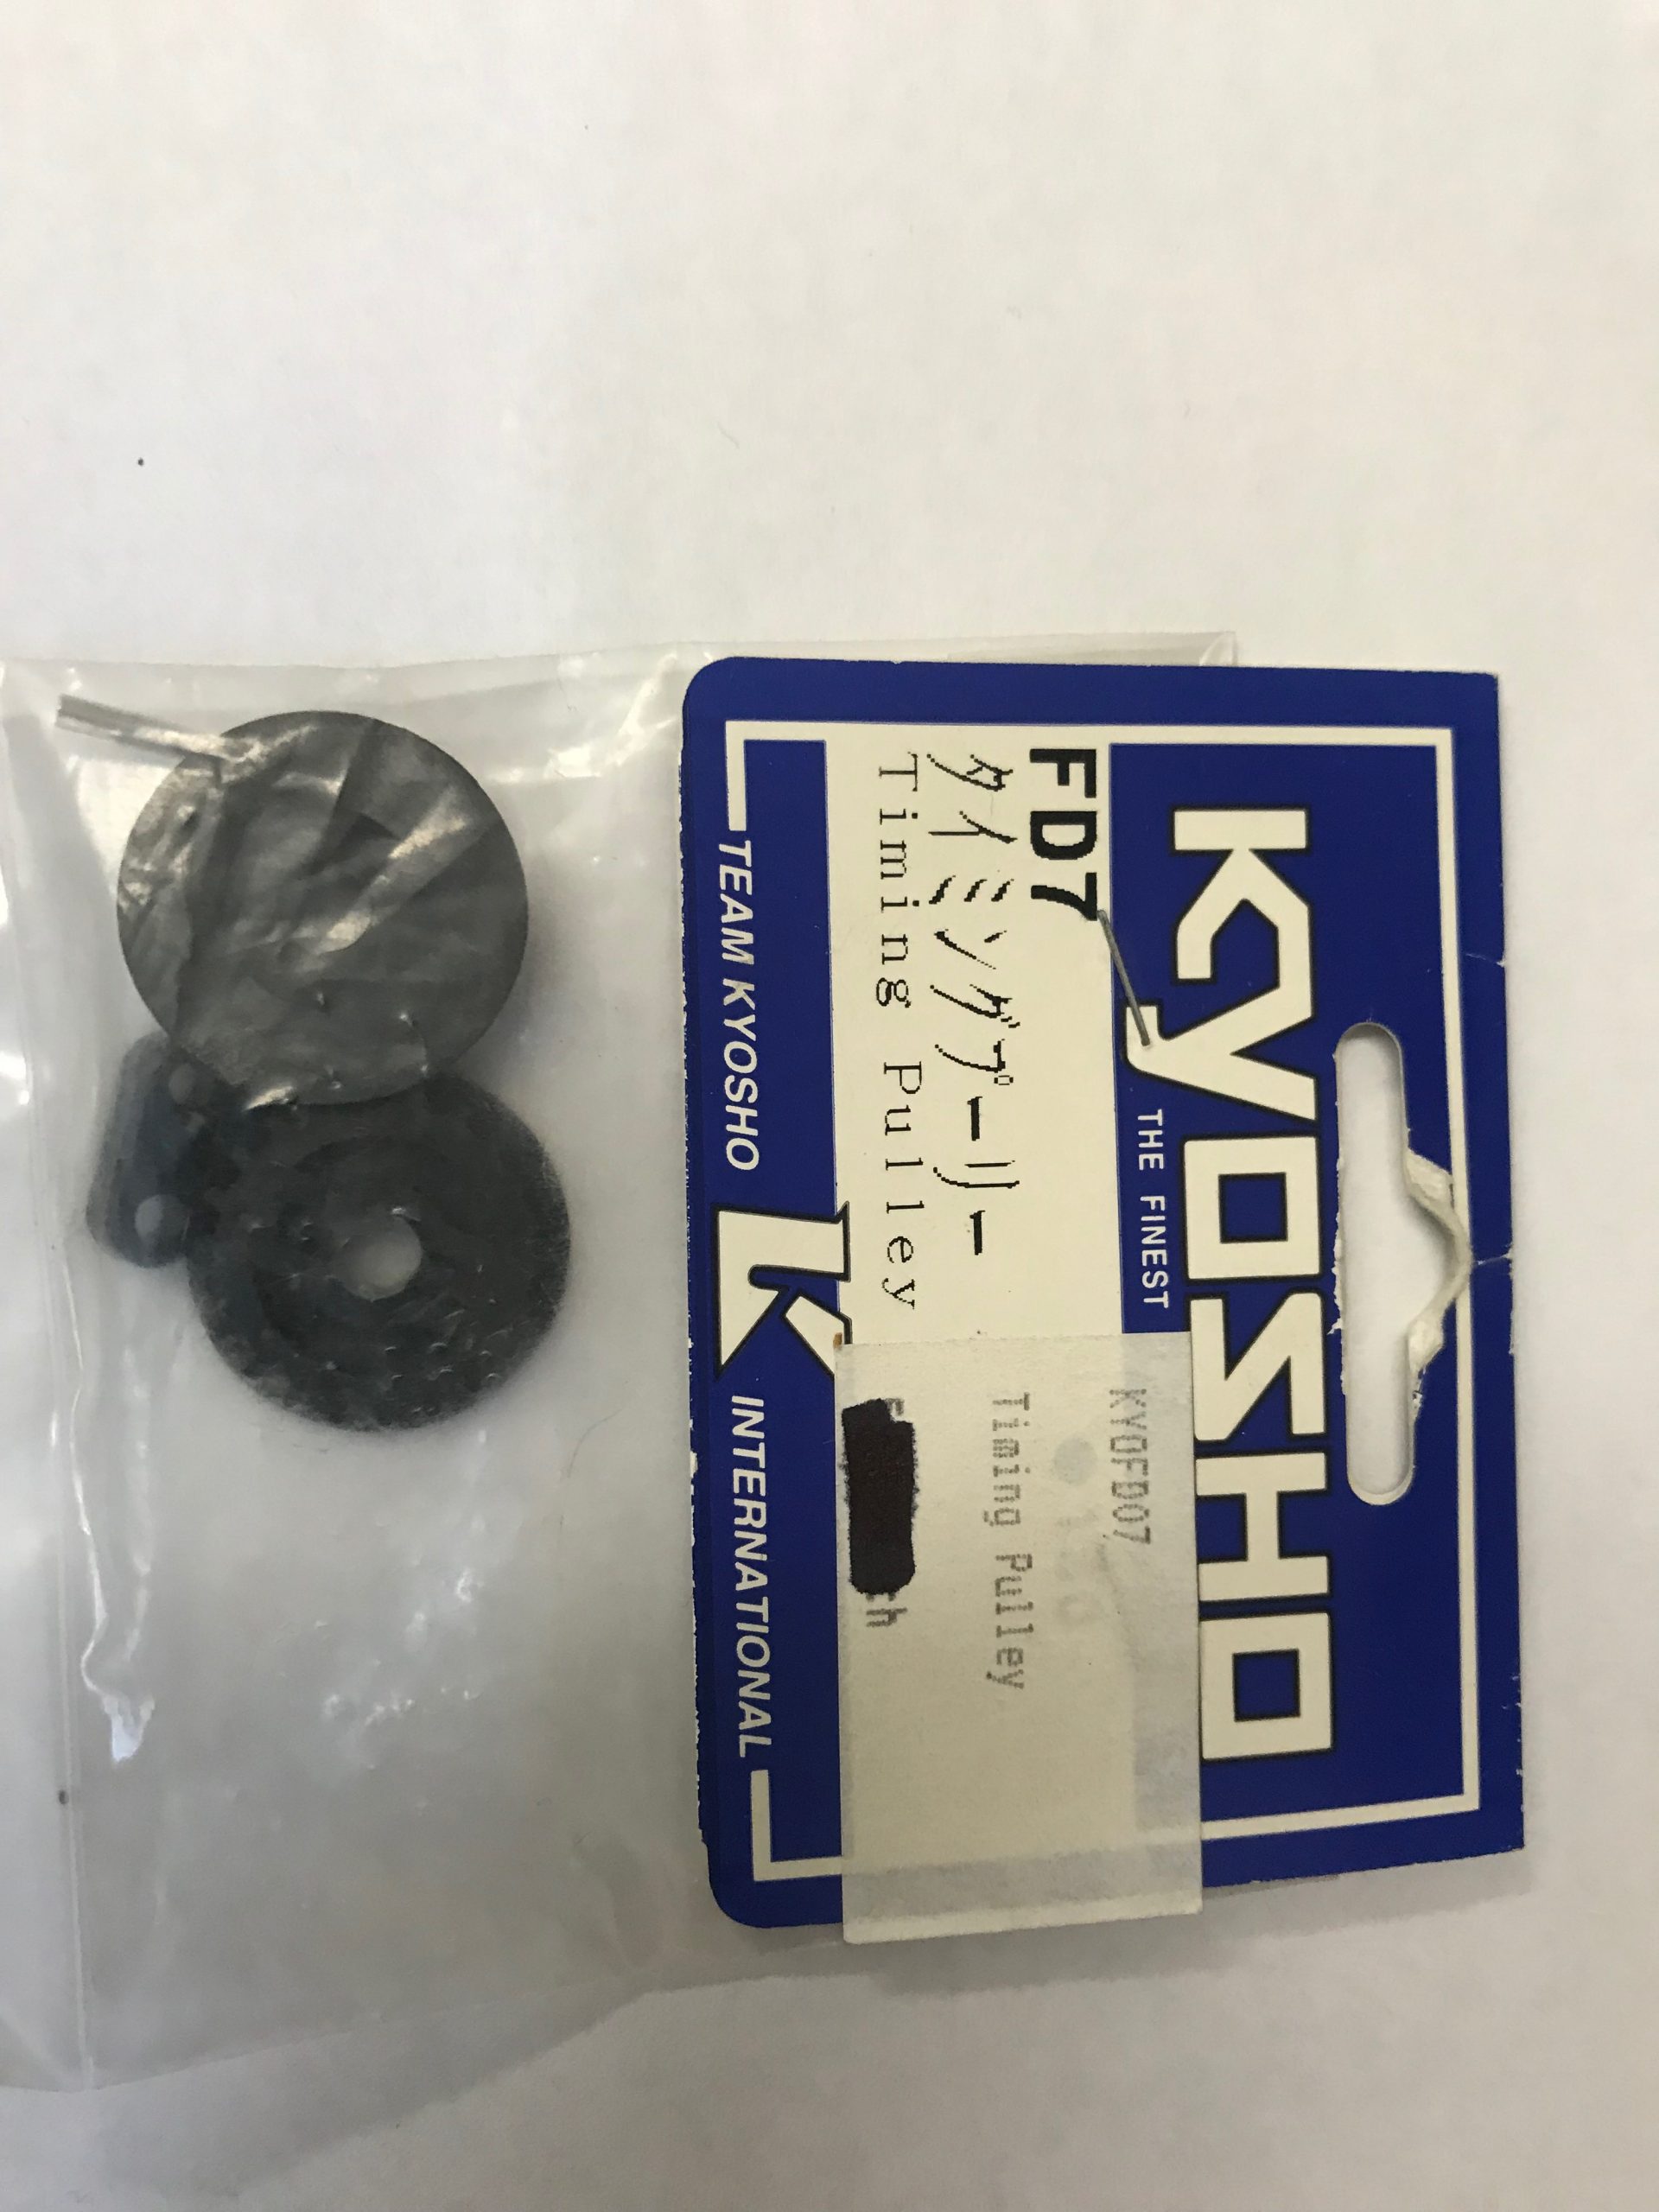 KYOSHO
THE FINEST
FD7
タイミングプーリー
Timing Pulley
KYOFD07
Timing Pulley
TEAM KYOSHO
K
INTERNATIONAL